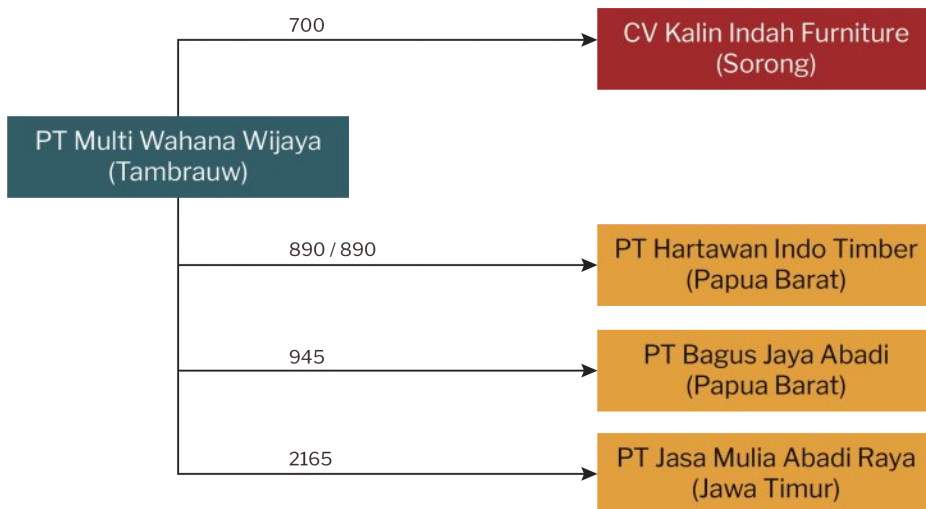 700
CV Kalin Indah Furniture
(Sorong)
PT Multi Wahana Wijaya
(Tambrauw)
890 / 890
PT Hartawan Indo Timber
(Papua Barat)
945
PT Bagus Jaya Abadi
(Papua Barat)
2165
PT Jasa Mulia Abadi Raya
(Jawa Timur)